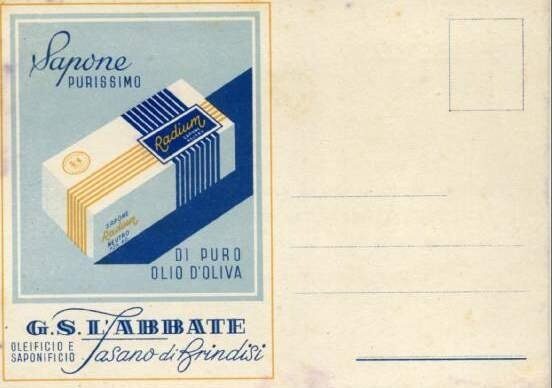 Sapone
PURISSIMO
Radium
SAPONE
Radium
NEUTRO
DI PURO
OLIO D'OLIVA
G.S. L'ABBATE
OLEIFICIO E
SAPONIFICIO
Fasano di Brindisi